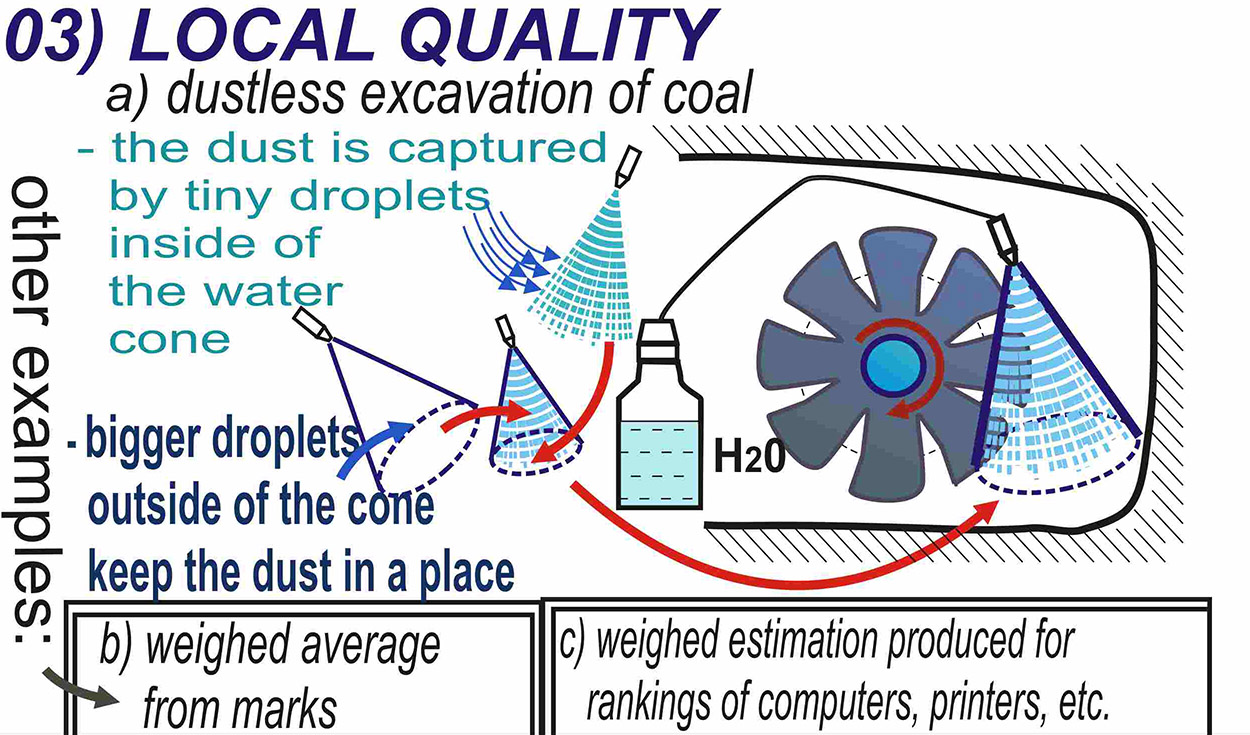 03) LOCAL QUALITY
a) dustless excavation of coal
- the dust is captured
by tiny droplets
inside of
the water
cone
- bigger droplets
outside of the cone
keep the dust in a place
H20
other examples:
b) weighed average
from marks
c) weighed estimation produced for
rankings of computers, printers, etc.